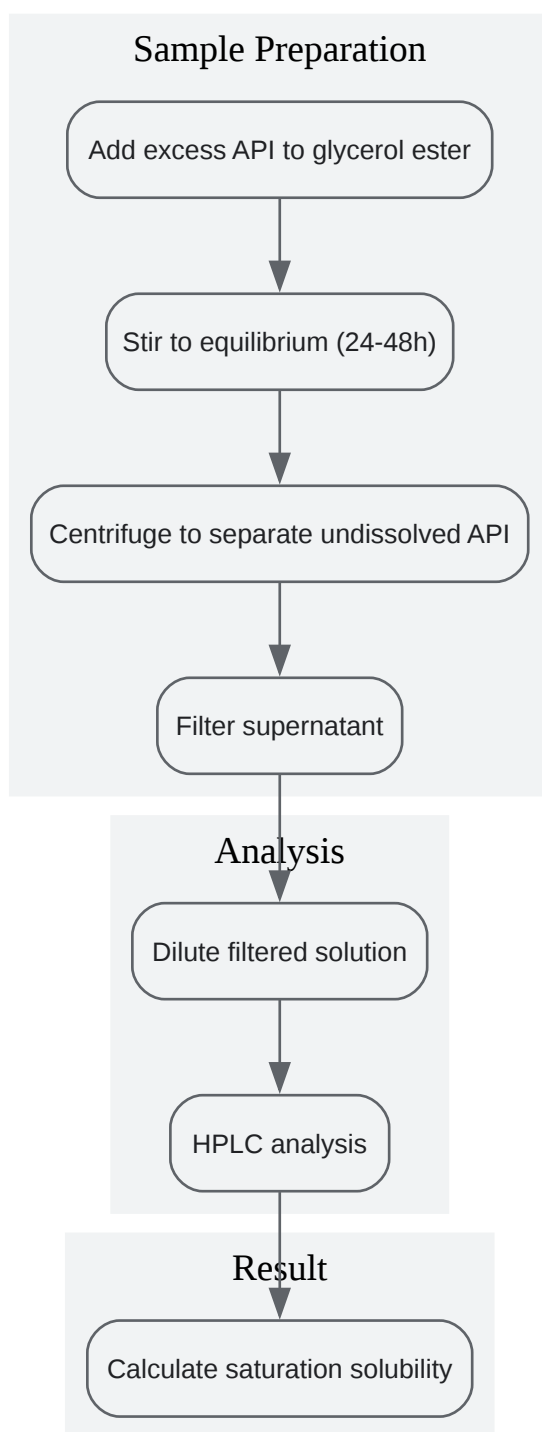 Sample Preparation
Add excess API to glycerol ester
Stir to equilibrium (24-48h)
Centrifuge to separate undissolved API
Filter supernatant
Analysis
Dilute filtered solution
HPLC analysis
Result
Calculate saturation solubility